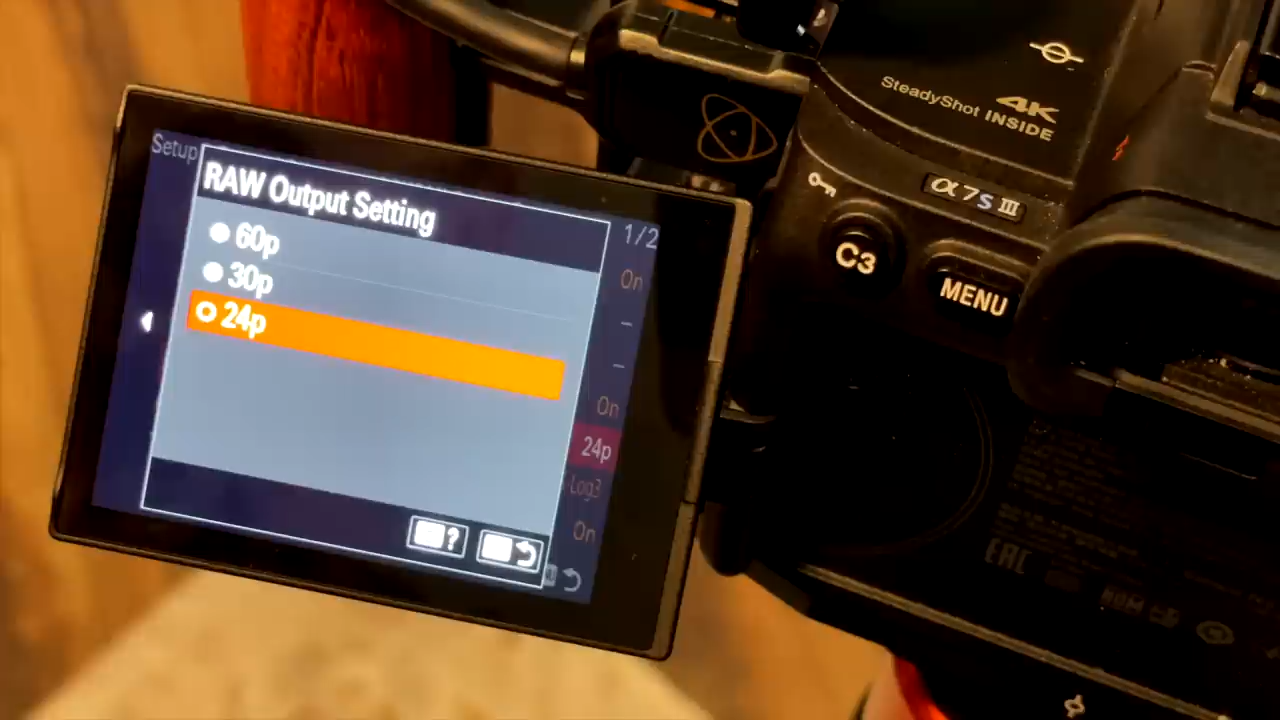 Setup
RAW Output Setting
60p
30p
24p
?
1/2
On
–
–
On
24p
Log3
On
SteadyShot INSIDE
4K
α7S III
C3
MENU
EAC